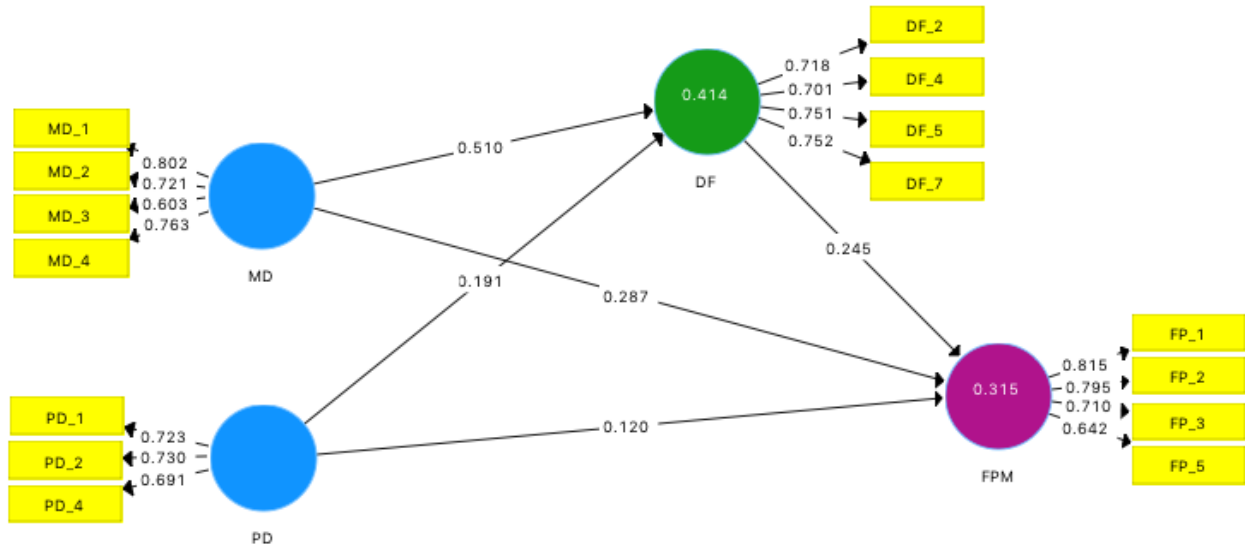 MD_1
MD_2
MD_3
MD_4
0.802
0.721
0.603
0.763
MD
PD_1
PD_2
PD_4
0.723
0.730
0.691
PD
0.510
0.191
0.287
0.120
0.245
0.414
DF
0.718
0.701
0.751
0.752
DF_2
DF_4
DF_5
DF_7
0.315
FPM
0.815
0.795
0.710
0.642
FP_1
FP_2
FP_3
FP_5